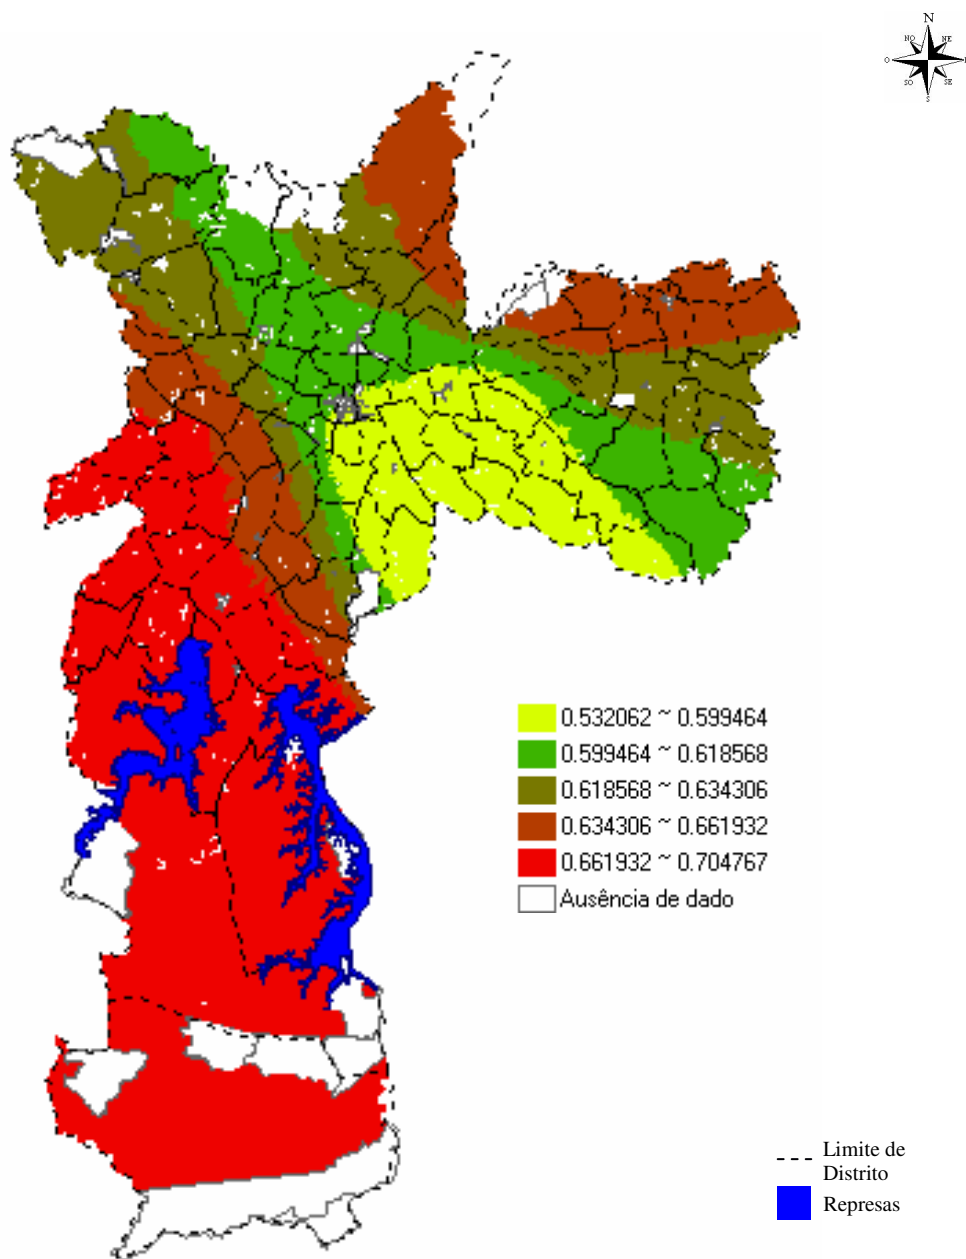 N
NO NE
O
SO SE
S
0.532062 ~ 0.599464
0.599464 ~ 0.618568
0.618568 ~ 0.634306
0.634306 ~ 0.661932
0.661932 ~ 0.704767
Ausência de dado
Limite de
Distrito
Represas